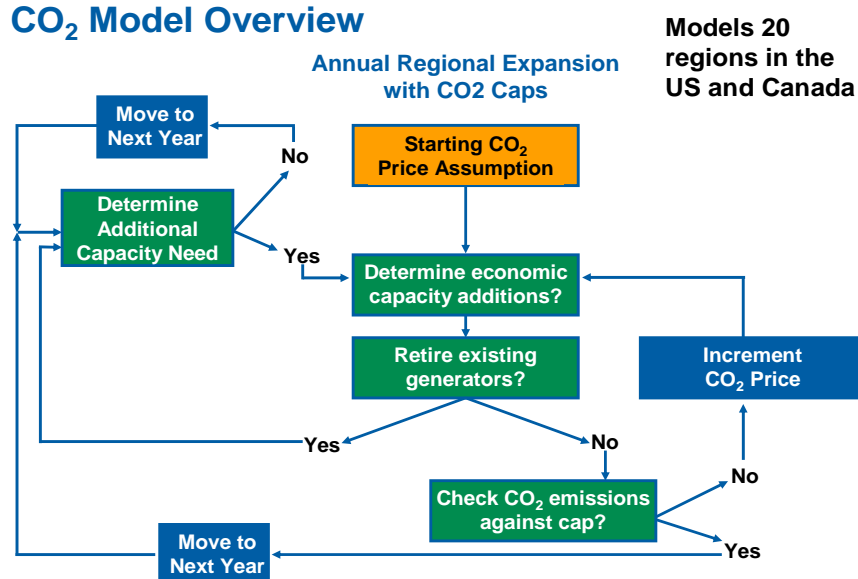 CO₂ Model Overview
Models 20
regions in the
US and Canada
Annual Regional Expansion
with CO2 Caps
Move to
Next Year
No
Starting CO₂
Price Assumption
Determine
Additional
Capacity Need
Yes
Determine economic
capacity additions?
Retire existing
generators?
Increment
CO₂ Price
Yes
No
Check CO₂ emissions
against cap?
No
Yes
Move to
Next Year